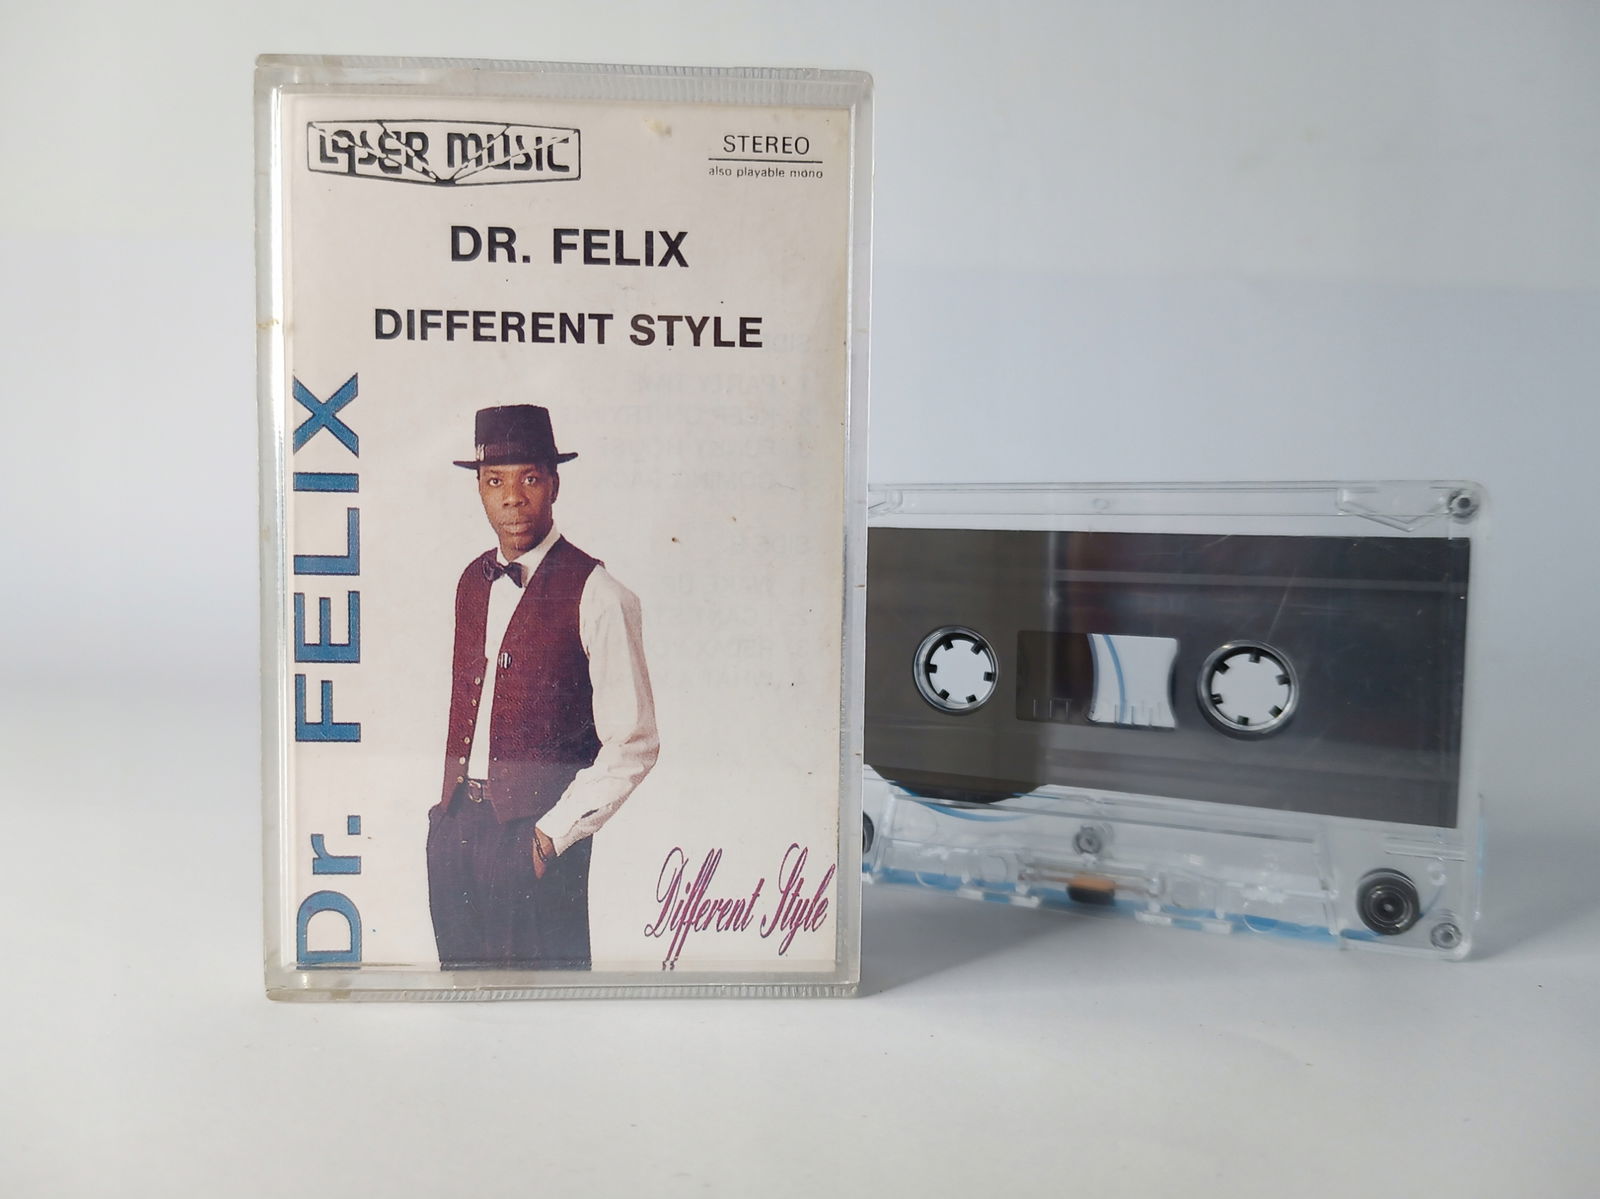 LASER MUSIC
STEREO
also playable mono
DR. FELIX
DIFFERENT STYLE
Dr. FELIX
Different Style